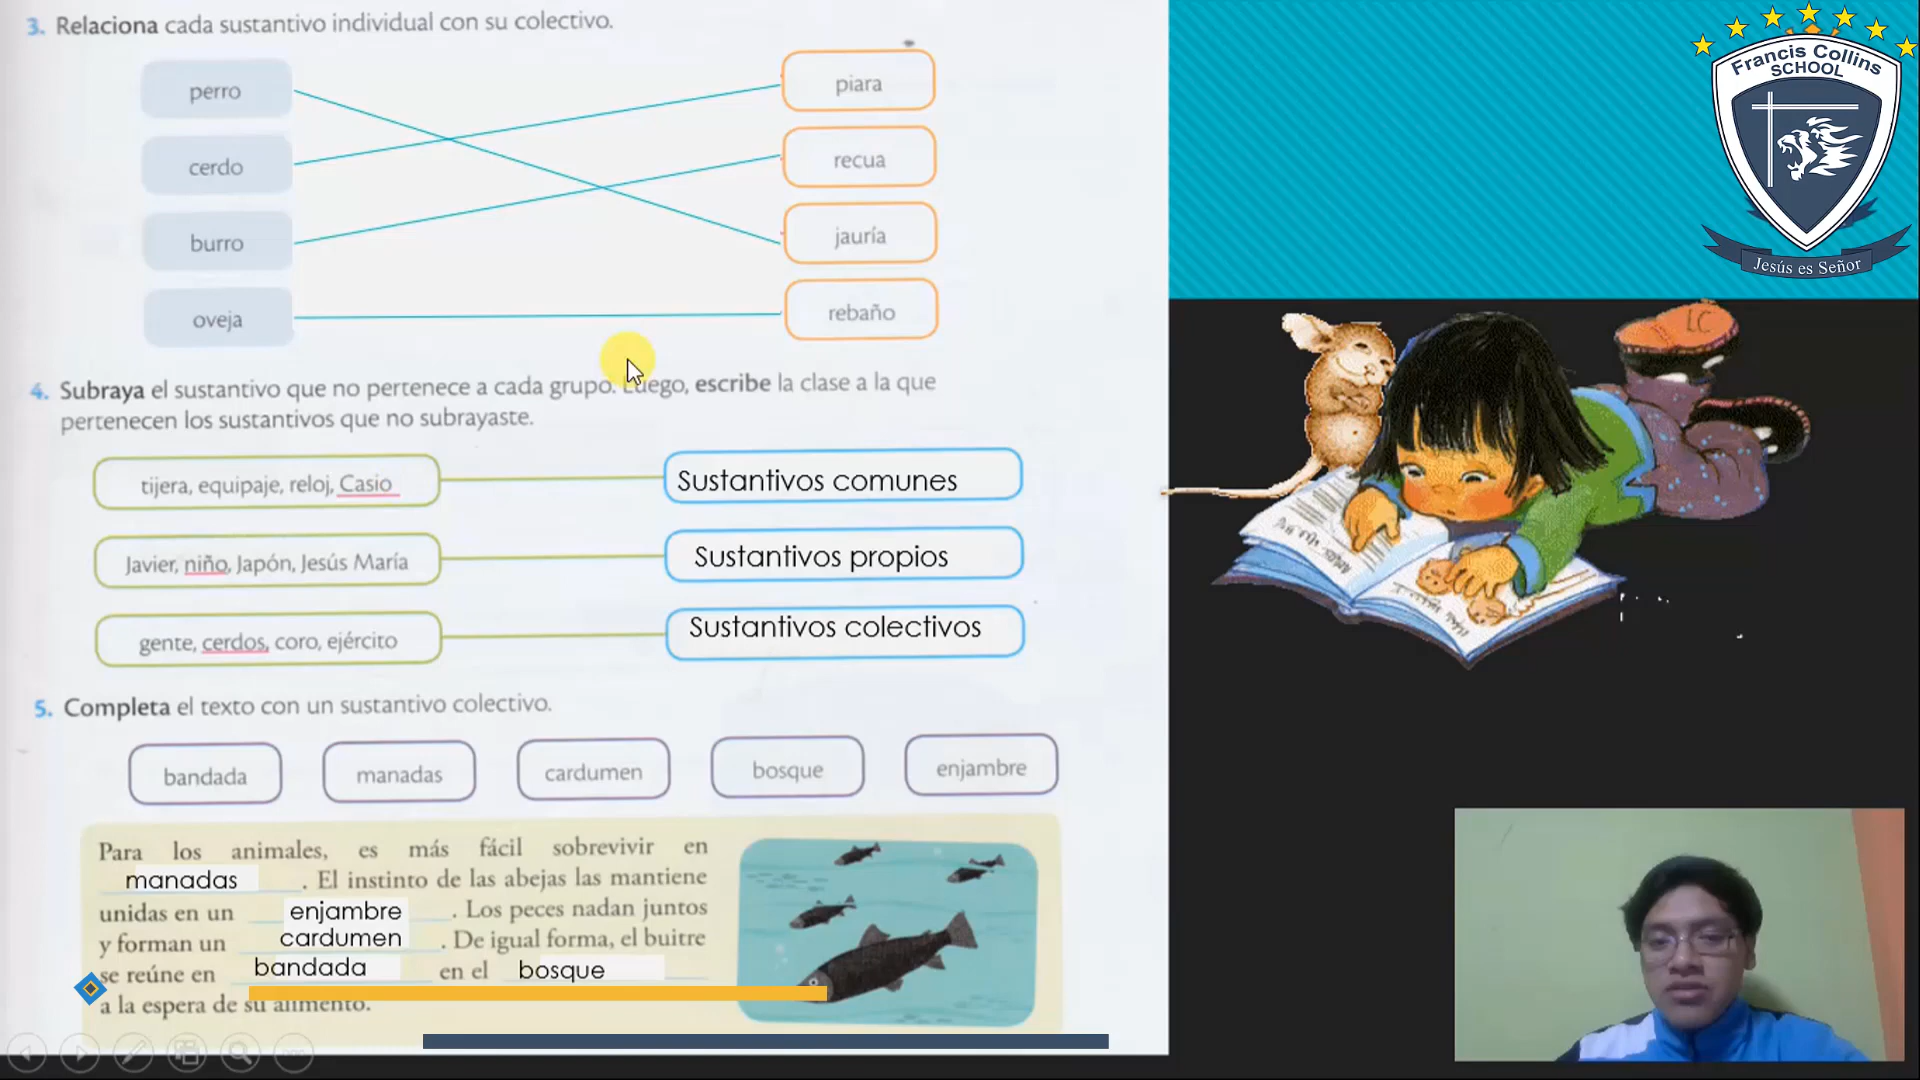 3. Relaciona cada sustantivo individual con su colectivo.
perro
piara
cerdo
recua
burro
jauría
oveja
rebaño
4. Subraya el sustantivo que no pertenece a cada grupo. Luego, escribe la clase a la que
pertenecen los sustantivos que no subrayaste.
tijera, equipaje, reloj, Casio
Sustantivos comunes
Javier, niño, Japón, Jesús María
Sustantivos propios
gente, cerdos, coro, ejército
Sustantivos colectivos
5. Completa el texto con un sustantivo colectivo.
bandada
manadas
cardumen
bosque
enjambre
Para los animales, es más fácil sobrevivir en
manadas. El instinto de las abejas las mantiene
unidas en un enjambre. Los peces nadan juntos
y forman un cardumen. De igual forma, el buitre
se reúne en bandada en el bosque
a la espera de su alimento.
Francis Collins
SCHOOL
Jesús es Señor
LC